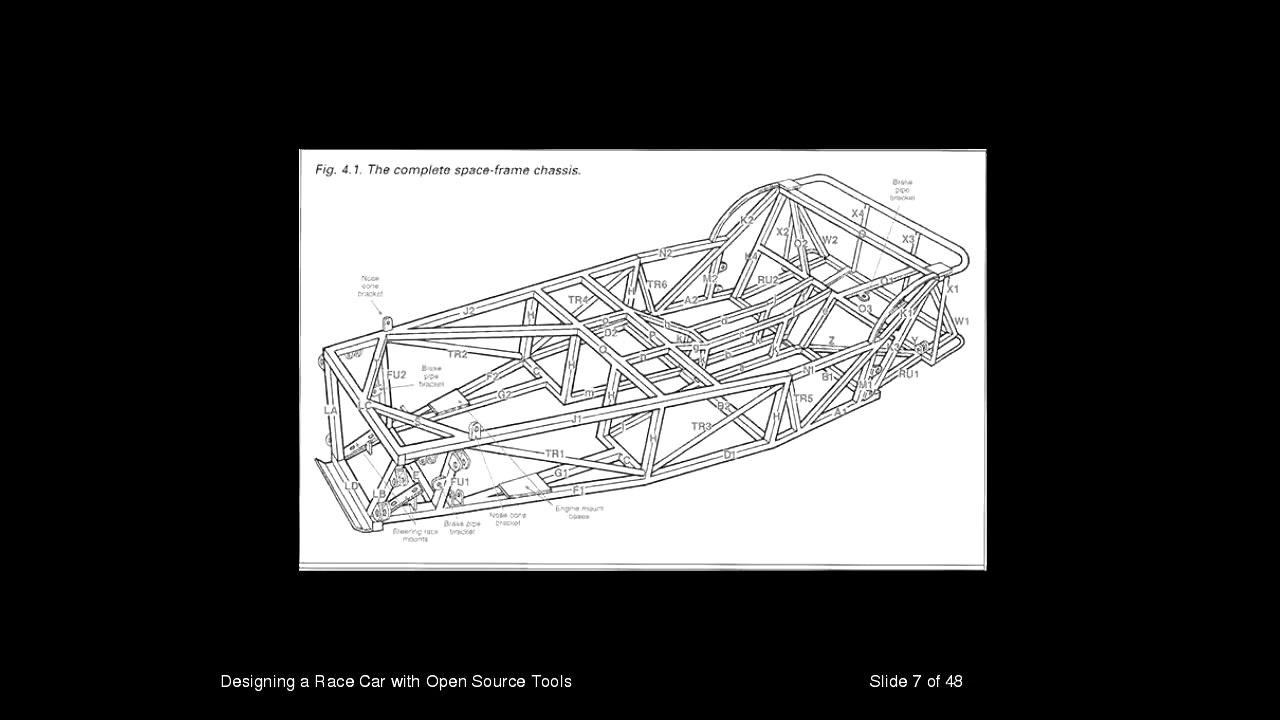 Fig. 4.1. The complete space-frame chassis.
Brake
pipe
bracket
X4
K2
Q
X2
W2
O2
X3
N2
K4
M2
RU2
TR6
O1
X1
H
A2
j
TR4
O3
K1
Nose
cone
bracket
J2
H
h
d
W1
D2
P
c
Z
Y
TR2
O
n
g
k
b
k
a
N1
B1
RU1
FU2
Brake
pipe
bracket
F2
C
H
G2
m
H
M1
TR5
A1
LA
LC
B2
H
J1
TR3
H
TR1
C
D1
LD
LB
E
FU1
G1
F1
Steering rack
mounts
Brake pipe
bracket
Nose cone
bracket
Engine mount
bases
Designing a Race Car with Open Source Tools
Slide 7 of 48